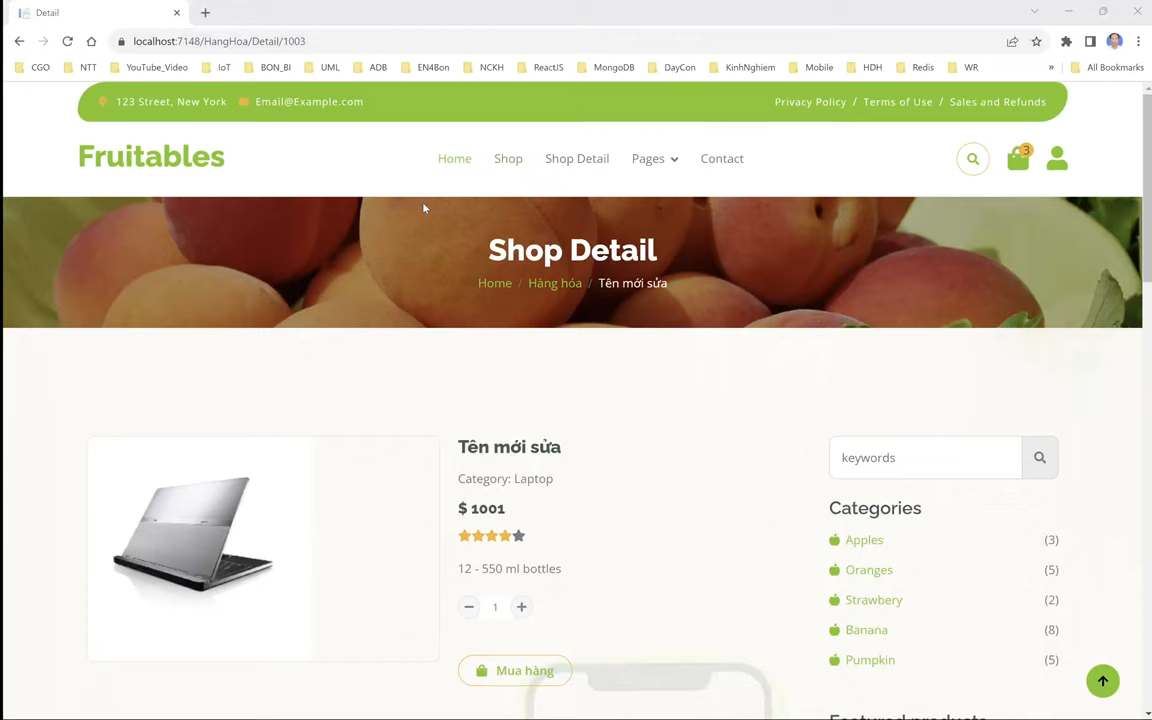 Detail
localhost:7148/HangHoa/Detail/1003
CGO NTT YouTube_Video IoT BON_BI UML ADB EN4Bon NCKH ReactJS MongoDB DayCon KinhNghiem Mobile HDH Redis WR » All Bookmarks
123 Street, New York Email@Example.com Privacy Policy / Terms of Use / Sales and Refunds
Fruitables Home Shop Shop Detail Pages Contact 3
Shop Detail
Home / Hàng hóa / Tên mới sửa
Tên mới sửa
Category: Laptop
$ 1001
12 - 550 ml bottles
1
Mua hàng
keywords
Categories
Apples (3)
Oranges (5)
Strawbery (2)
Banana (8)
Pumpkin (5)
Featured products